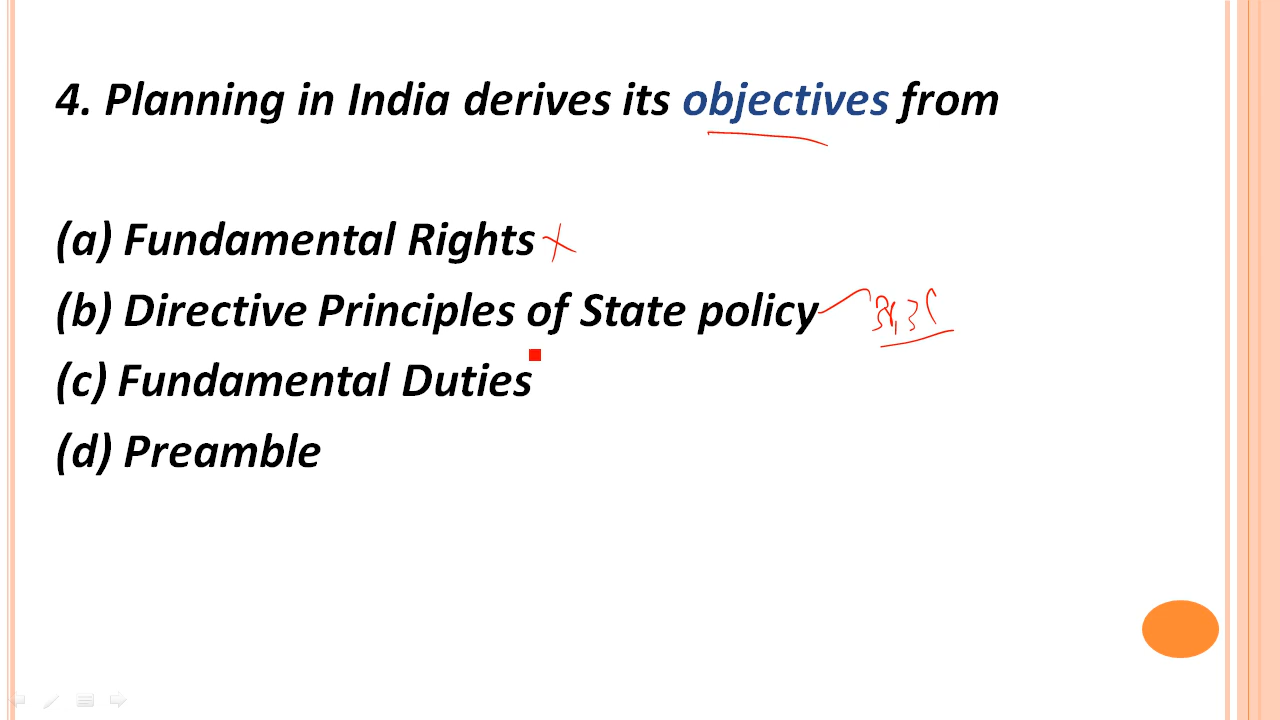 4. Planning in India derives its objectives from
(a) Fundamental Rights
(b) Directive Principles of State policy
(c) Fundamental Duties
(d) Preamble